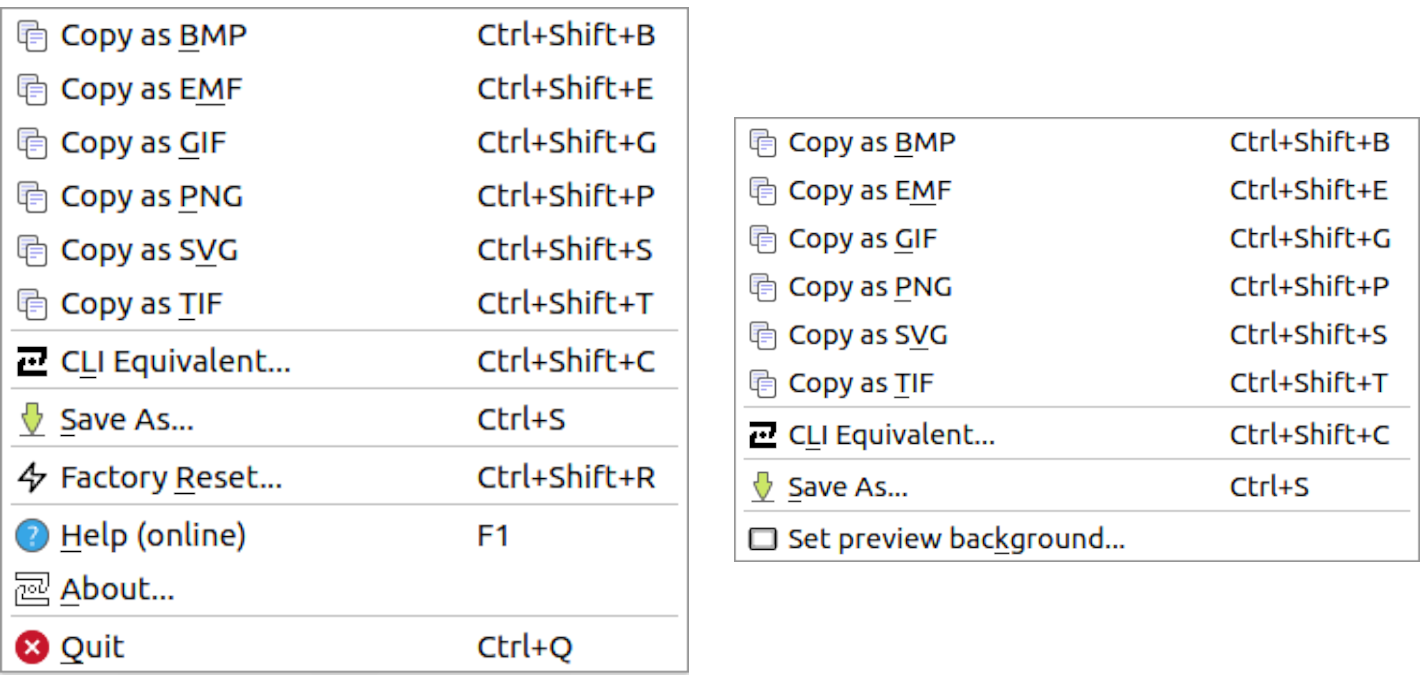 Copy as BMP Ctrl+Shift+B
Copy as EMF Ctrl+Shift+E
Copy as GIF Ctrl+Shift+G
Copy as PNG Ctrl+Shift+P
Copy as SVG Ctrl+Shift+S
Copy as TIF Ctrl+Shift+T
CLI Equivalent... Ctrl+Shift+C
Save As... Ctrl+S
Factory Reset... Ctrl+Shift+R
Help (online) F1
About...
Quit Ctrl+Q
Copy as BMP Ctrl+Shift+B
Copy as EMF Ctrl+Shift+E
Copy as GIF Ctrl+Shift+G
Copy as PNG Ctrl+Shift+P
Copy as SVG Ctrl+Shift+S
Copy as TIF Ctrl+Shift+T
CLI Equivalent... Ctrl+Shift+C
Save As... Ctrl+S
Set preview background...